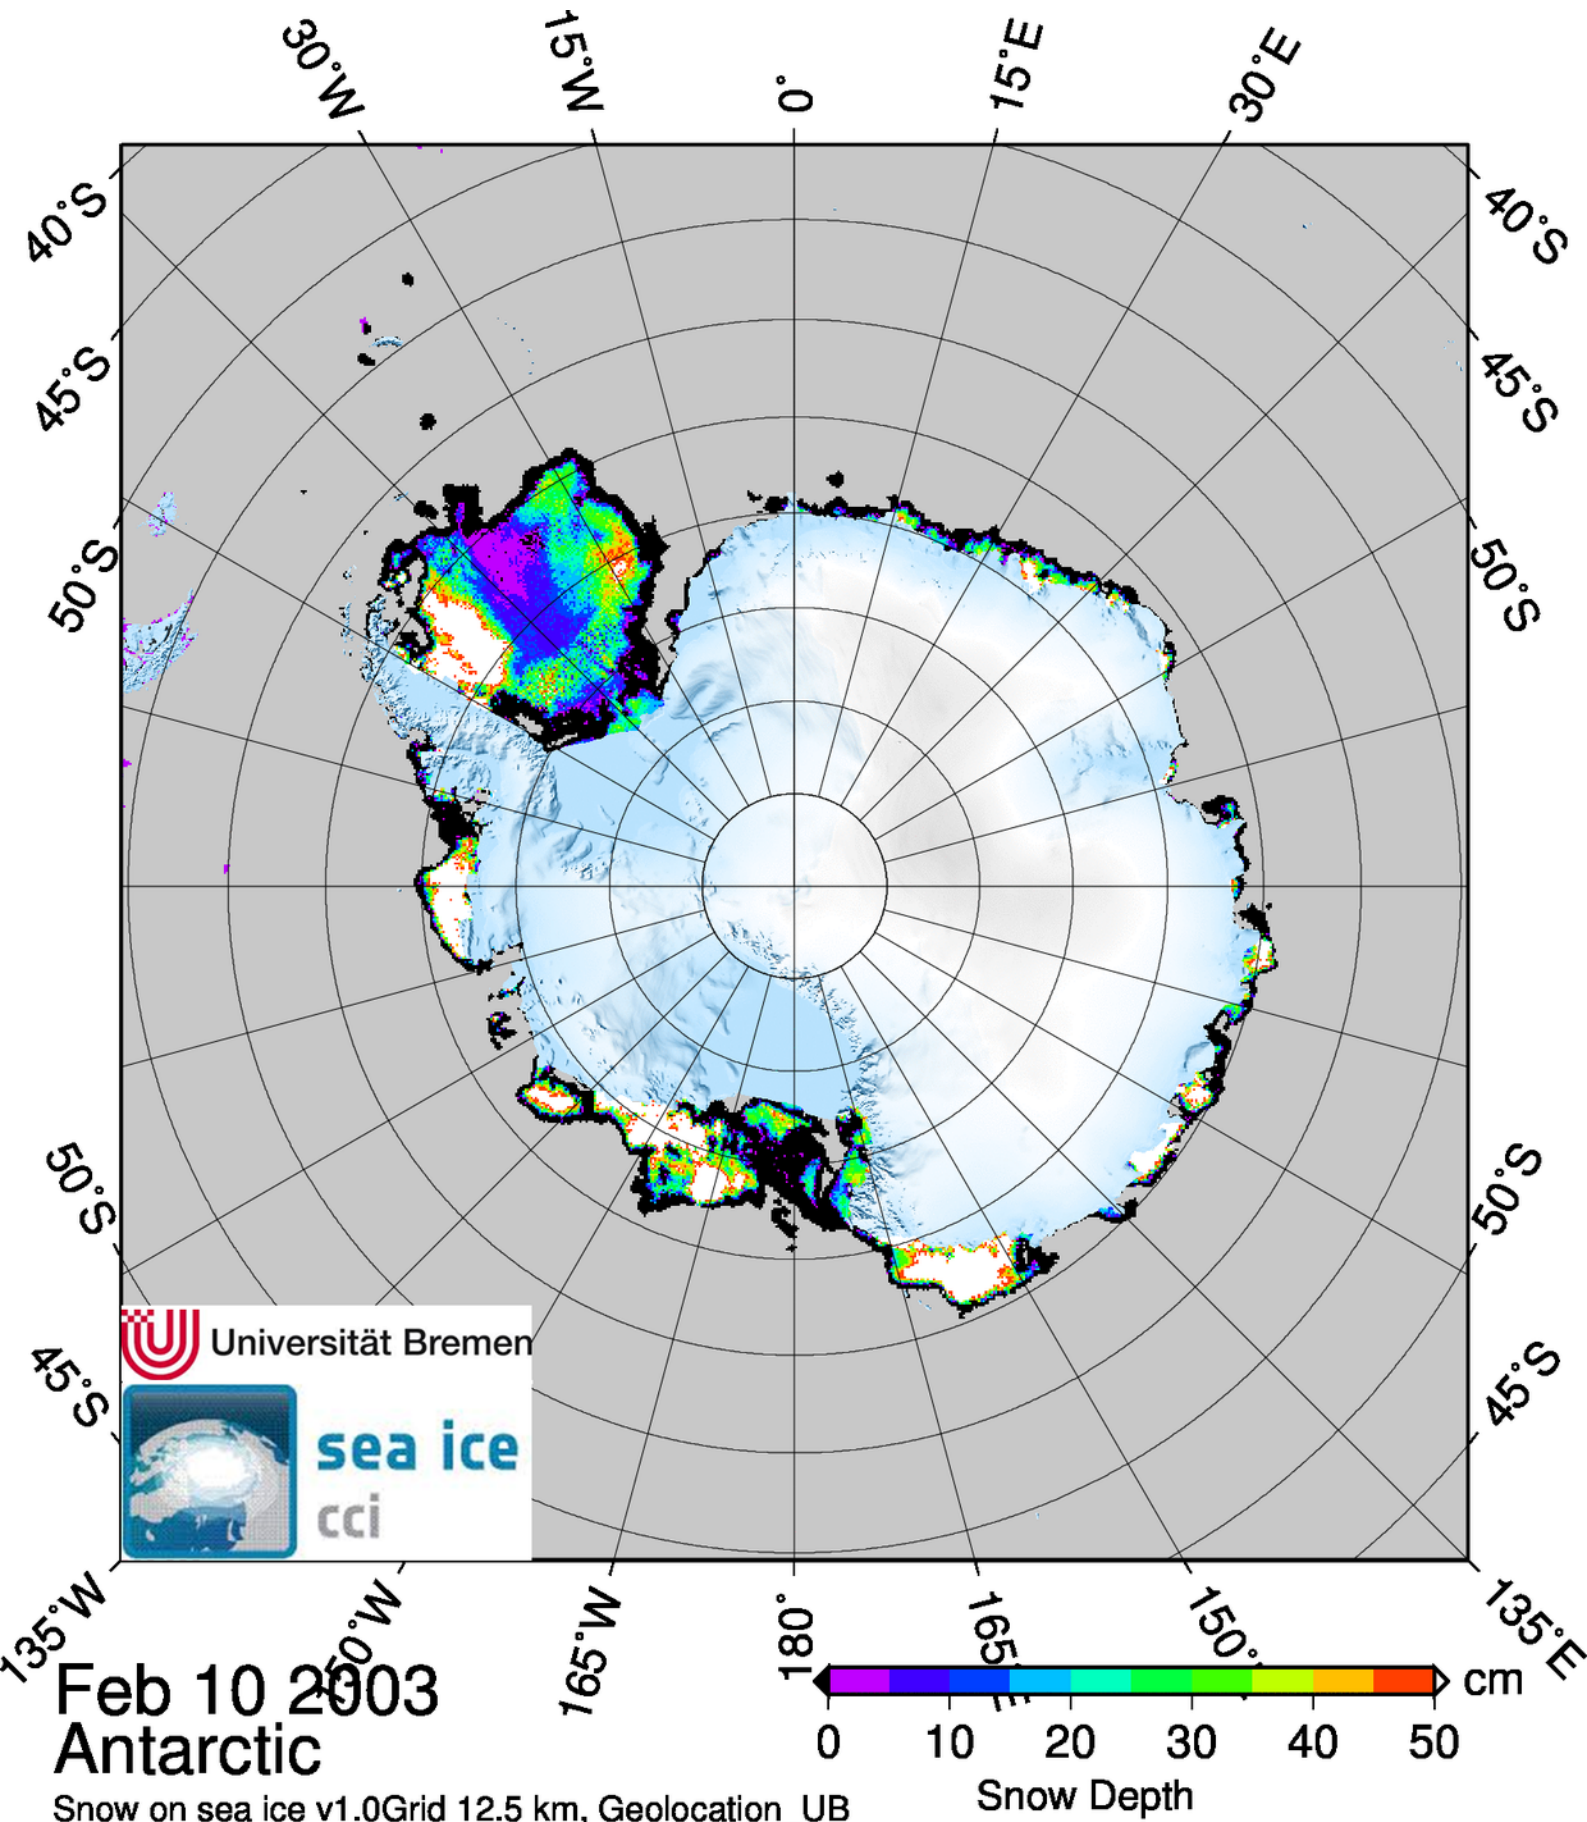 30°W 15°W 0° 15°E 30°E
40°S 40°S
45°S 45°S
50°S 50°S
50°S 50°S
45°S 45°S
Universität Bremen
sea ice
cci
135°W 165°W 180° 165° 150° 135°E
Feb 10 2003
Antarctic
cm
0 10 20 30 40 50
Snow Depth
Snow on sea ice v1.0Grid 12.5 km, Geolocation UB